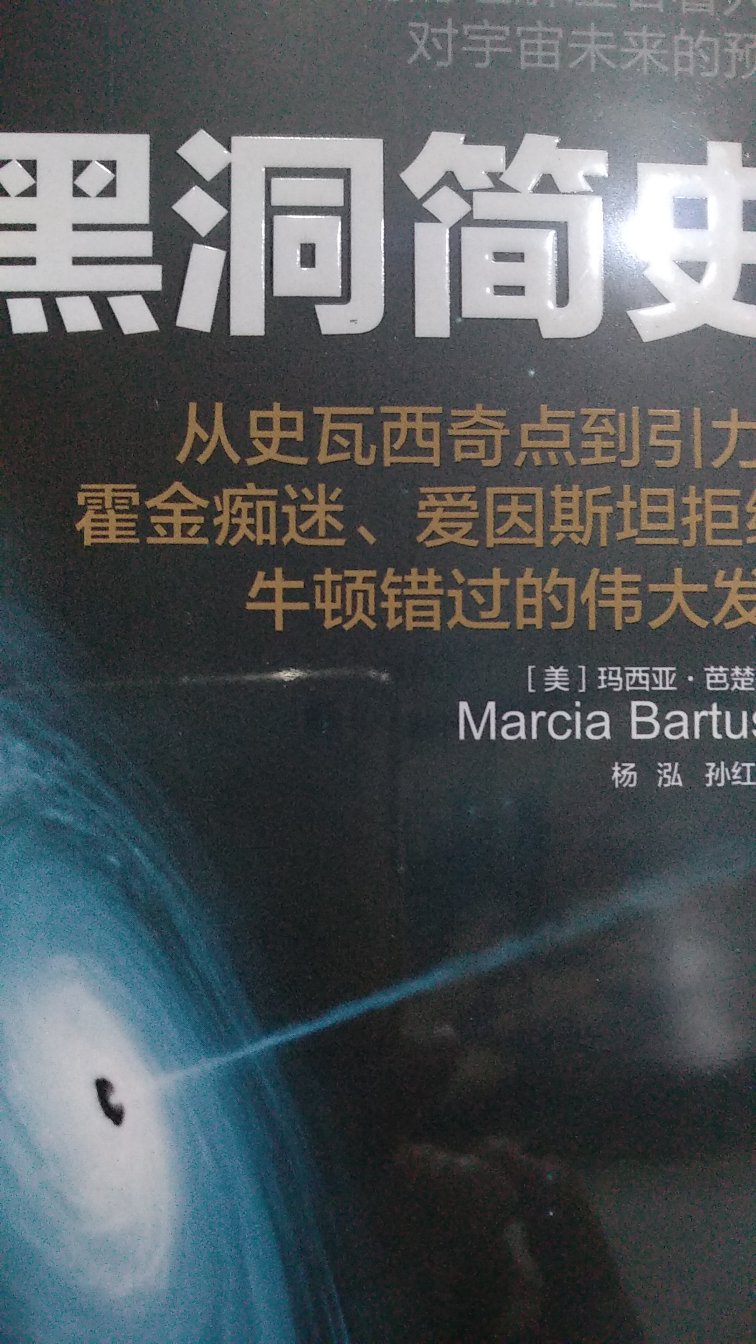 对宇宙未来的预
黑洞简史
从史瓦西奇点到引力
霍金痴迷、爱因斯坦拒绝
牛顿错过的伟大发
[美]玛西亚·芭楚
Marcia Bartus
杨 泓 孙红